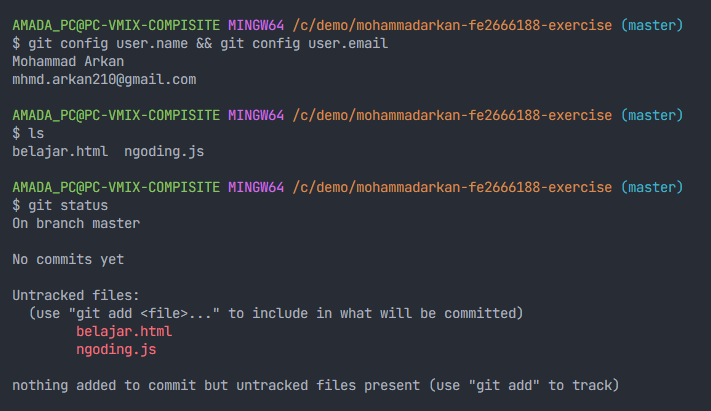 AMADA_PC@PC-VMIX-COMPISITE MINGW64 /c/demo/mohammadarkan-fe2666188-exercise (master)
$ git config user.name && git config user.email
Mohammad Arkan
mhmd.arkan210@gmail.com
AMADA_PC@PC-VMIX-COMPISITE MINGW64 /c/demo/mohammadarkan-fe2666188-exercise (master)
$ ls
belajar.html  ngoding.js
AMADA_PC@PC-VMIX-COMPISITE MINGW64 /c/demo/mohammadarkan-fe2666188-exercise (master)
$ git status
On branch master
No commits yet
Untracked files:
  (use "git add <file>..." to include in what will be committed)
        belajar.html
        ngoding.js
nothing added to commit but untracked files present (use "git add" to track)